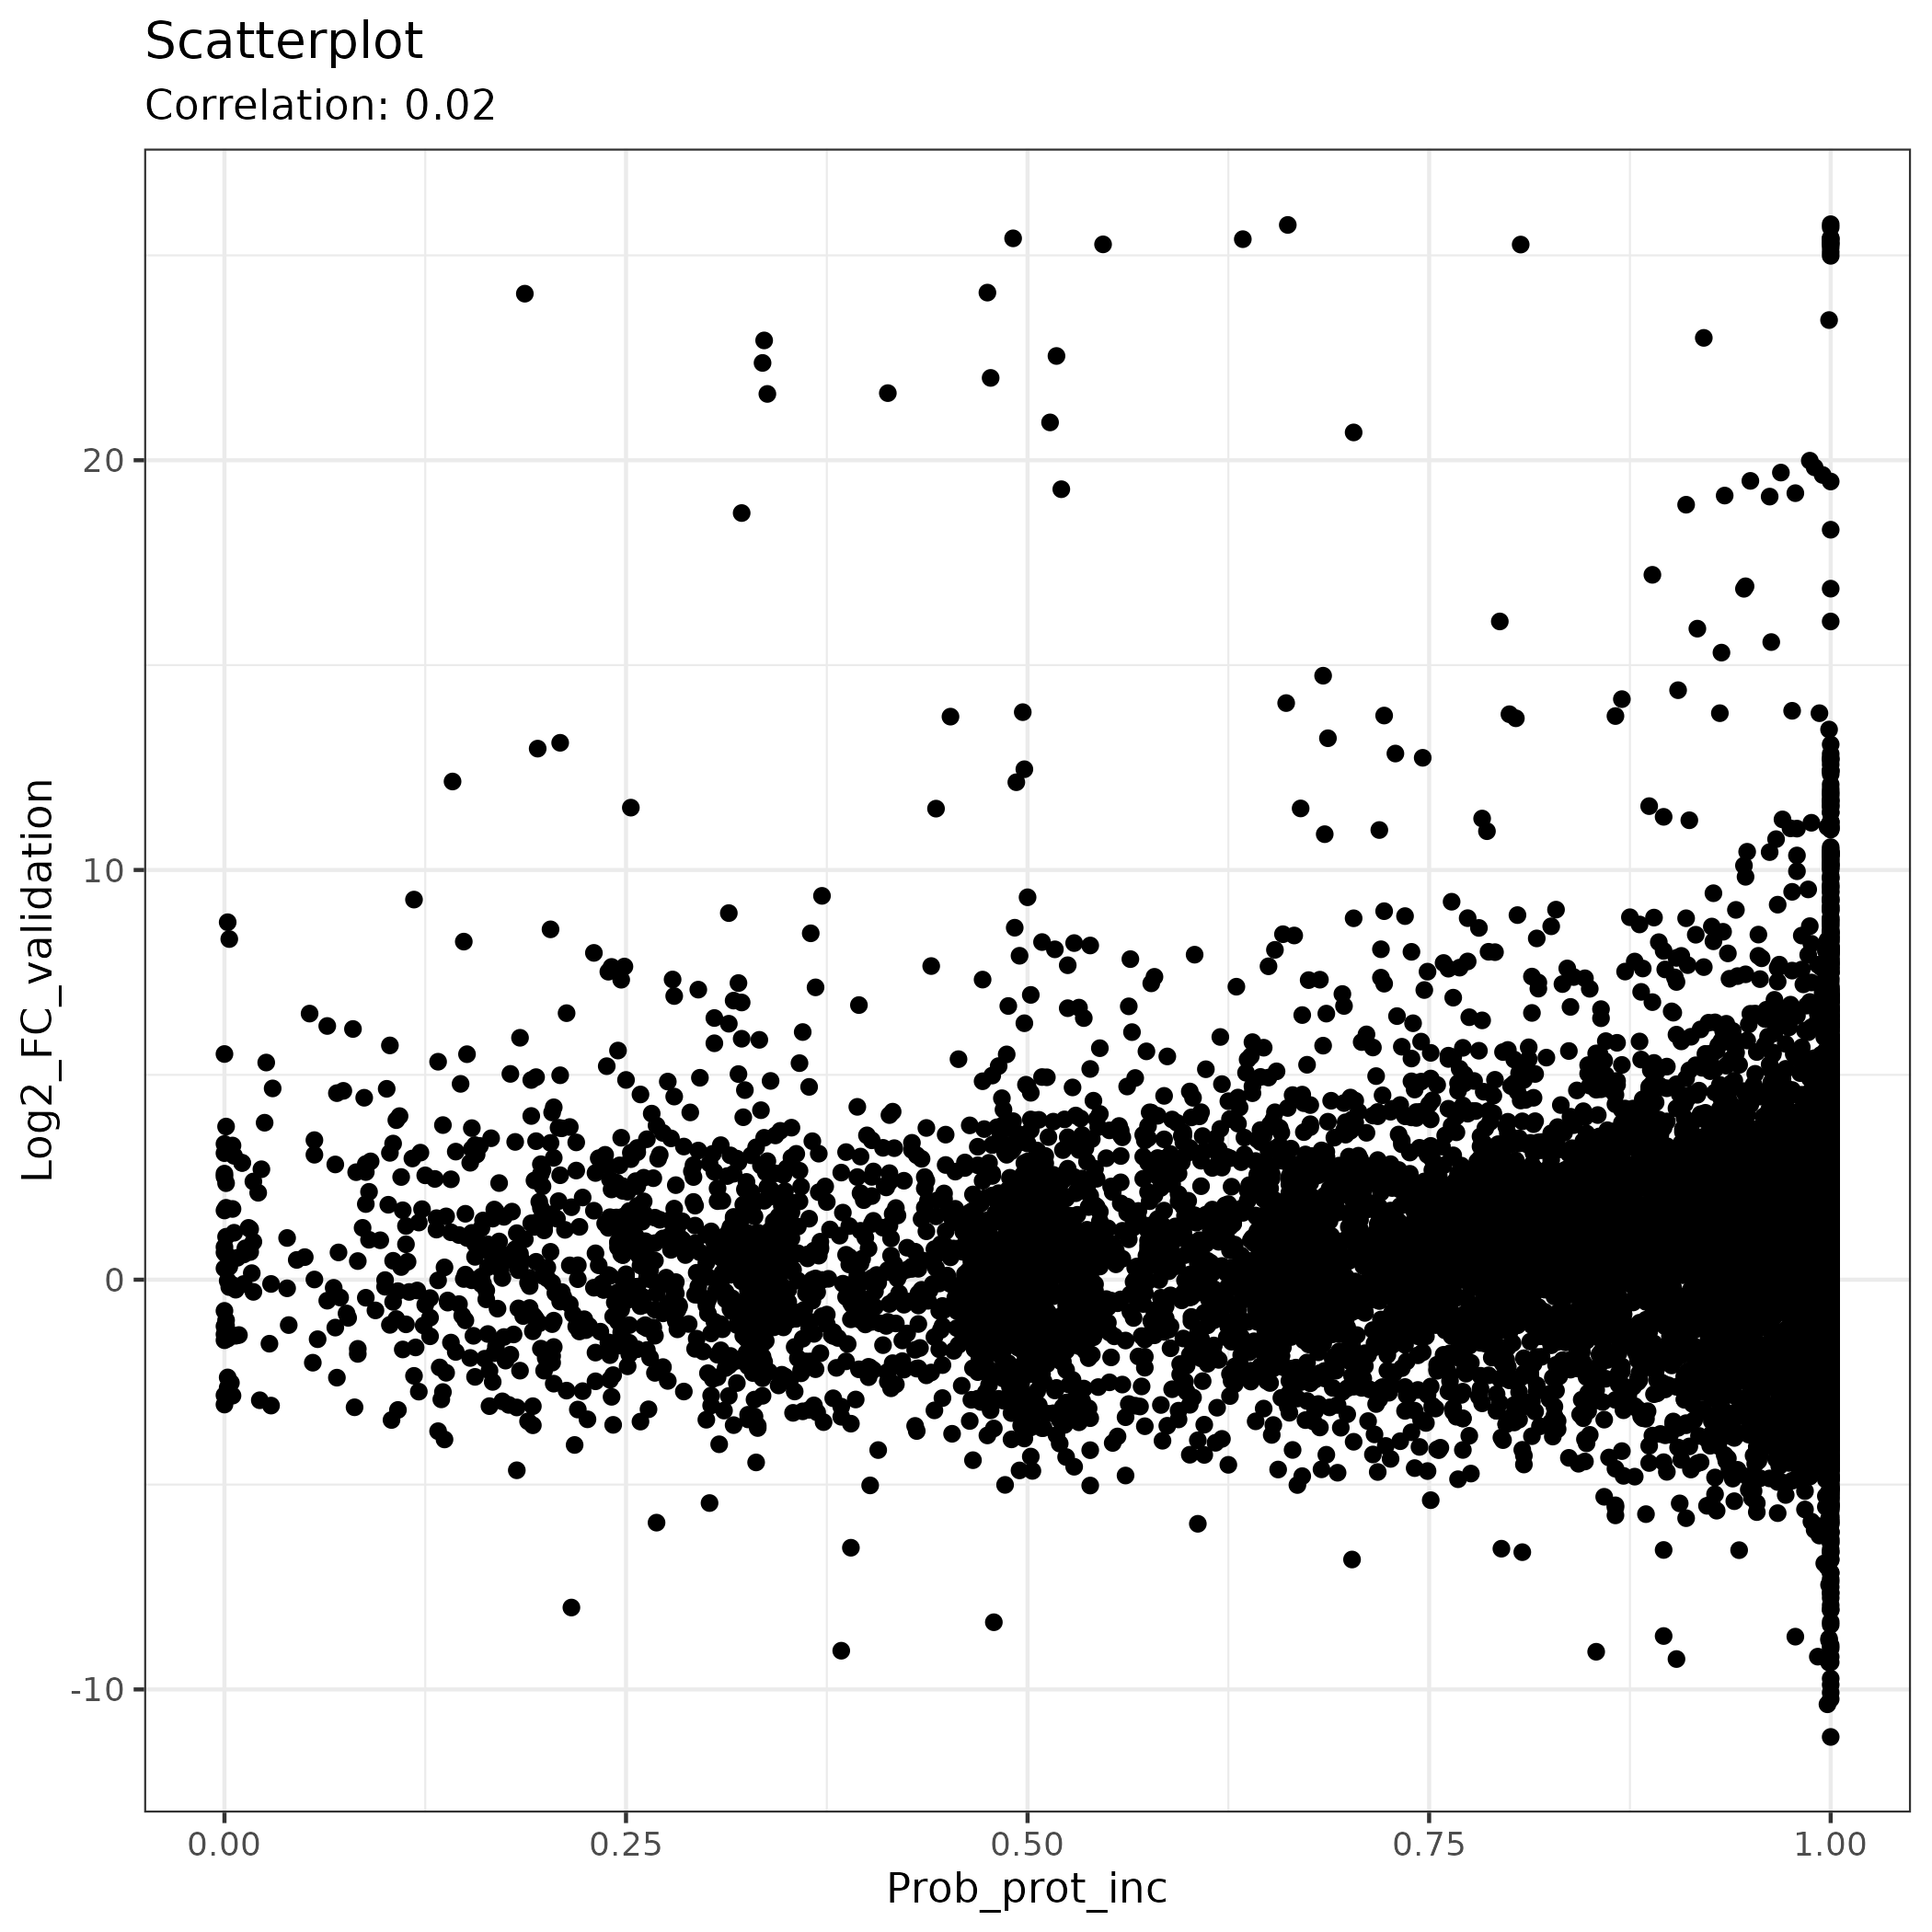 Scatterplot
Correlation: 0.02
Log2_FC_validation
20
10
0
-10
0.00 0.25 0.50 0.75 1.00
Prob_prot_inc